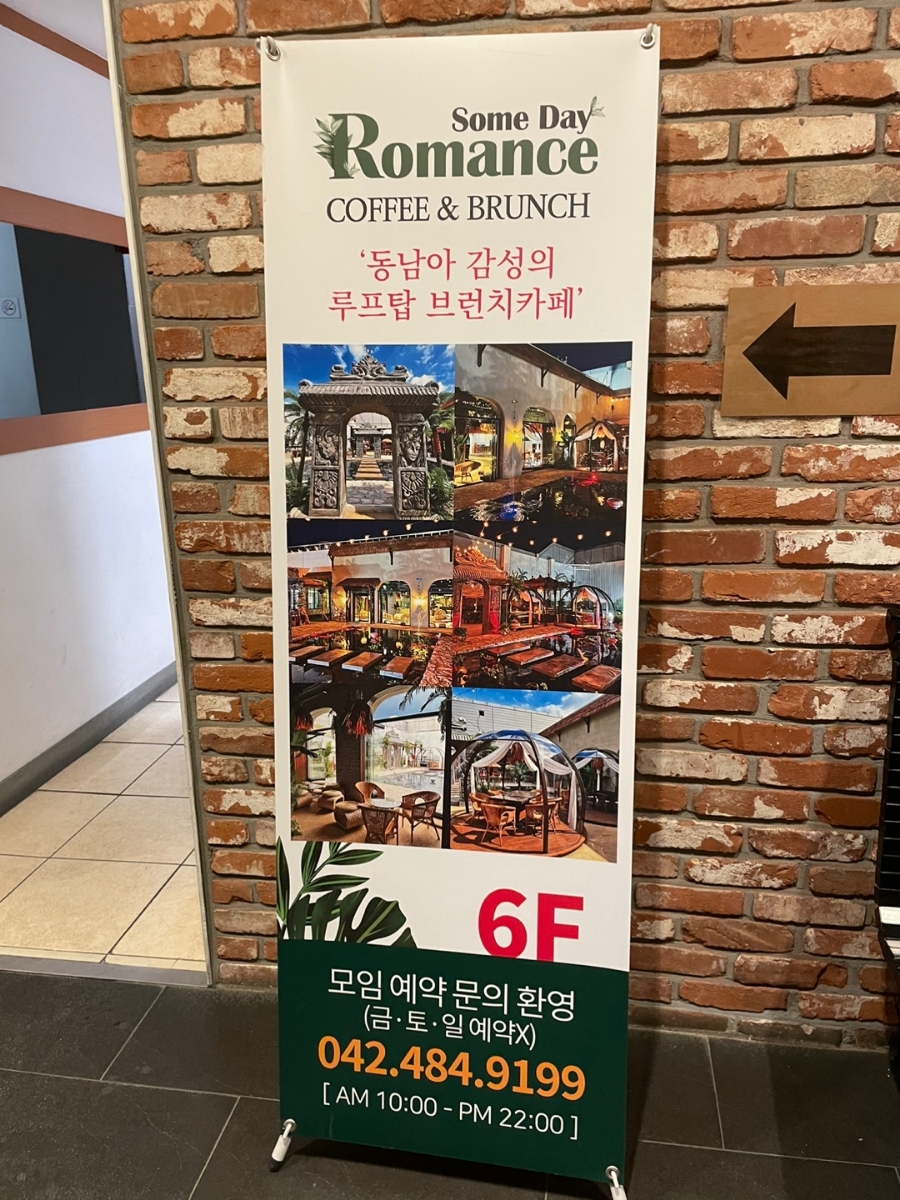 Some Day
Romance
COFFEE & BRUNCH
‘동남아 감성의
루프탑 브런치카페’
6F
모임 예약 문의 환영
(금·토·일 예약X)
042.484.9199
[ AM 10:00 - PM 22:00 ]